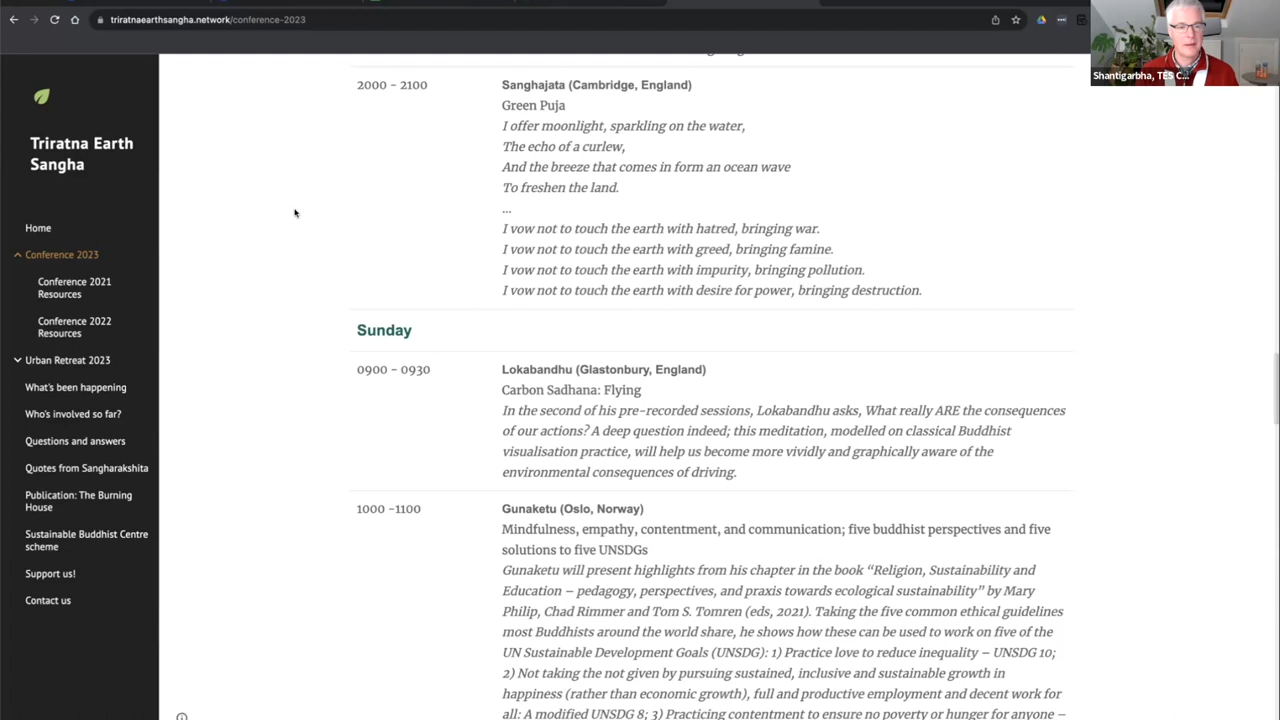 triratnaearthsangha.network/conference-2023
Shantigarbha, TES C...
Triratna Earth
Sangha
Home
Conference 2023
Conference 2021
Resources
Conference 2022
Resources
Urban Retreat 2023
What's been happening
Who's involved so far?
Questions and answers
Quotes from Sangharakshita
Publication: The Burning
House
Sustainable Buddhist Centre
scheme
Support us!
Contact us
2000 - 2100
Sanghajata (Cambridge, England)
Green Puja
I offer moonlight, sparkling on the water,
The echo of a curlew,
And the breeze that comes in form an ocean wave
To freshen the land.
...
I vow not to touch the earth with hatred, bringing war.
I vow not to touch the earth with greed, bringing famine.
I vow not to touch the earth with impurity, bringing pollution.
I vow not to touch the earth with desire for power, bringing destruction.
Sunday
0900 - 0930
Lokabandhu (Glastonbury, England)
Carbon Sadhana: Flying
In the second of his pre-recorded sessions, Lokabandhu asks, What really ARE the consequences
of our actions? A deep question indeed; this meditation, modelled on classical Buddhist
visualisation practice, will help us become more vividly and graphically aware of the
environmental consequences of driving.
1000 -1100
Gunaketu (Oslo, Norway)
Mindfulness, empathy, contentment, and communication; five buddhist perspectives and five
solutions to five UNSDGs
Gunaketu will present highlights from his chapter in the book "Religion, Sustainability and
Education – pedagogy, perspectives, and praxis towards ecological sustainability" by Mary
Philip, Chad Rimmer and Tom S. Tomren (eds, 2021). Taking the five common ethical guidelines
most Buddhists around the world share, he shows how these can be used to work on five of the
UN Sustainable Development Goals (UNSDG): 1) Practice love to reduce inequality – UNSDG 10;
2) Not taking the not given by pursuing sustained, inclusive and sustainable growth in
happiness (rather than economic growth), full and productive employment and decent work for
all: A modified UNSDG 8; 3) Practicing contentment to ensure no poverty or hunger for anyone –